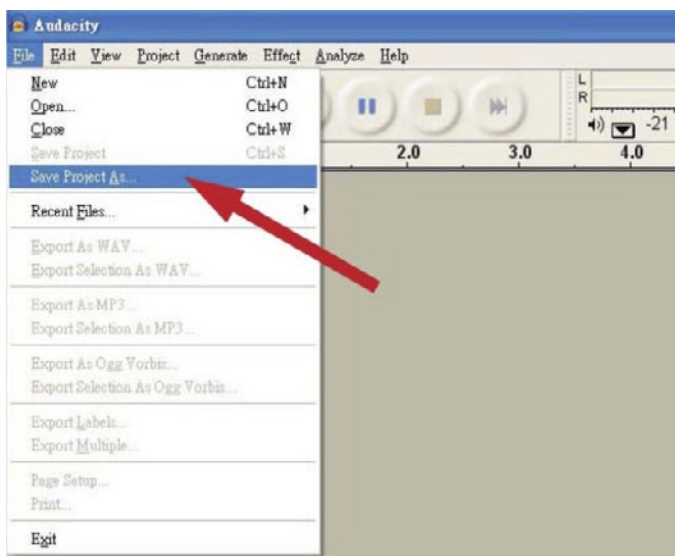 Audacity
File Edit View Project Generate Effect Analyze Help
New Ctrl+N
Open... Ctrl+O
Close Ctrl+W
Save Project Ctrl+S
Save Project As...
Recent Files...
Export As WAV...
Export Selection As WAV...
Export As MP3...
Export Selection As MP3...
Export As Ogg Vorbis...
Export Selection As Ogg Vorbis...
Export Labels...
Export Multiple...
Page Setup...
Print...
Exit
L
R
-21
2.0 3.0 4.0